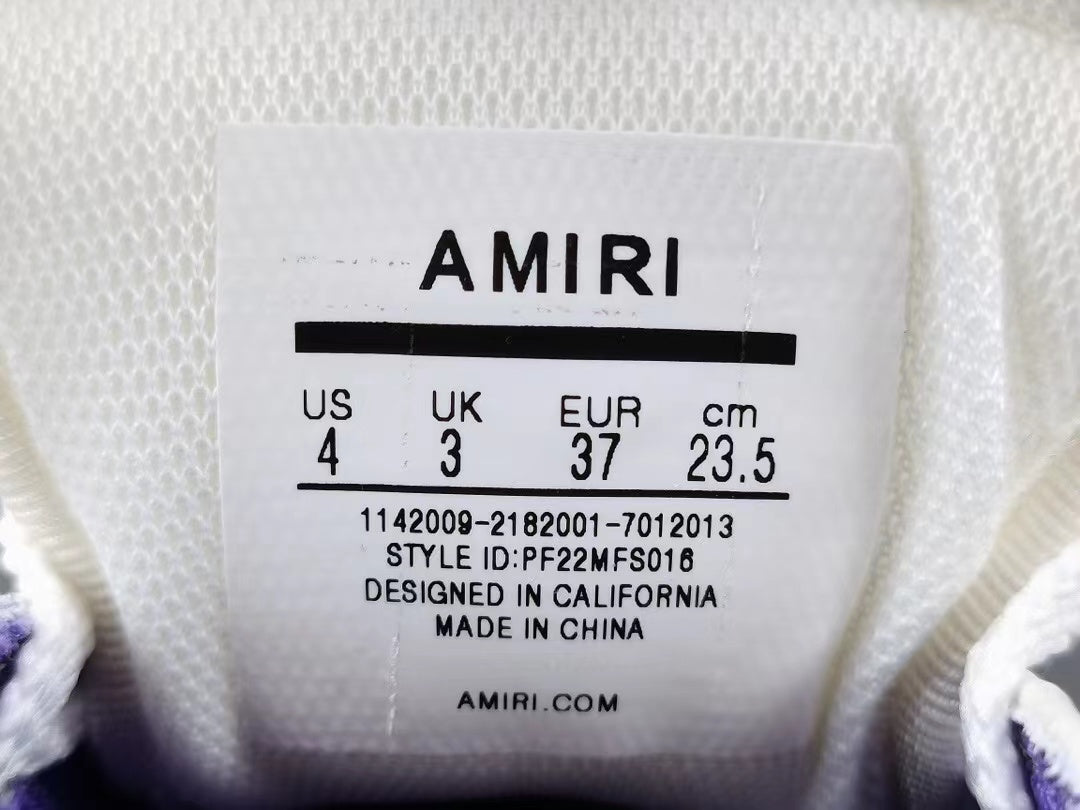 AMIRI
US UK EUR cm
4 3 37 23.5
1142009-2182001-7012013
STYLE ID:PF22MFS016
DESIGNED IN CALIFORNIA
MADE IN CHINA
AMIRI.COM